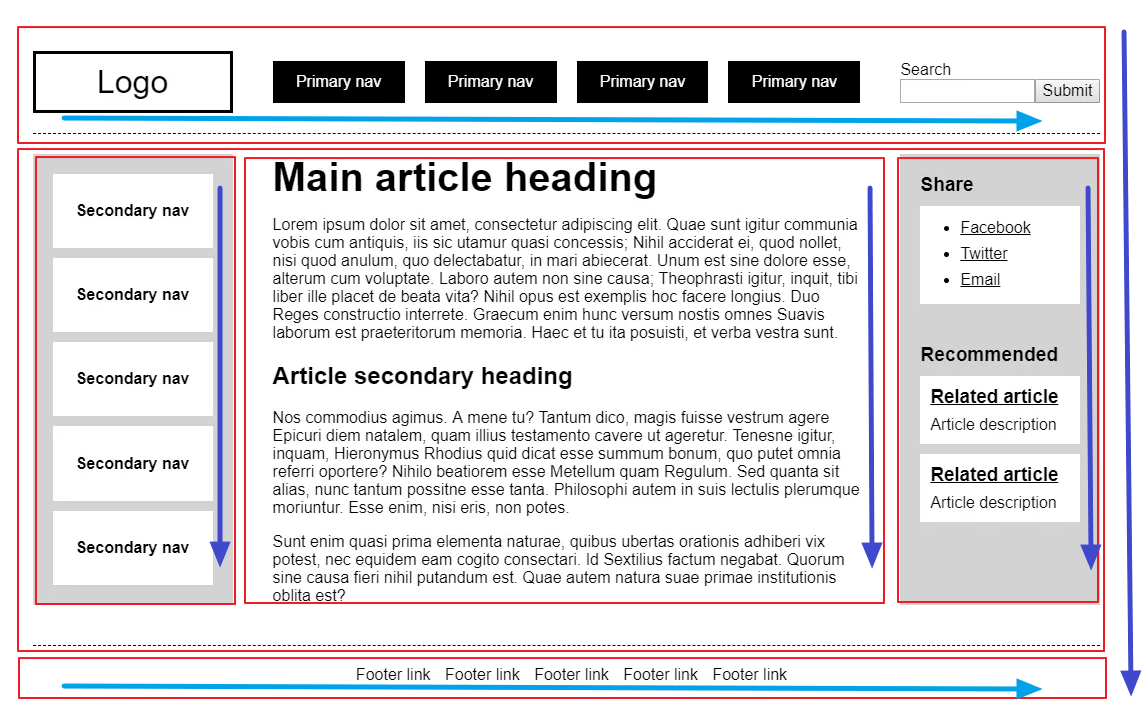 Logo
Primary nav
Primary nav
Primary nav
Primary nav
Search
Submit
Secondary nav
Secondary nav
Secondary nav
Secondary nav
Secondary nav
Main article heading
Lorem ipsum dolor sit amet, consectetur adipiscing elit. Quae sunt igitur communia
vobis cum antiquis, iis sic utamur quasi concessis; Nihil acciderat ei, quod nollet,
nisi quod anulum, quo delectabatur, in mari abiecerat. Unum est sine dolore esse,
alterum cum voluptate. Laboro autem non sine causa; Theophrasti igitur, inquit, tibi
liber ille placet de beata vita? Nihil opus est exemplis hoc facere longius. Duo
Reges constructio interrete. Graecum enim hunc versum nostis omnes Suavis
laborum est praeteritorum memoria. Haec et tu ita posuisti, et verba vestra sunt.
Article secondary heading
Nos commodius agimus. A mene tu? Tantum dico, magis fuisse vestrum agere
Epicuri diem natalem, quam illius testamento cavere ut ageretur. Tenesne igitur,
inquam, Hieronymus Rhodius quid dicat esse summum bonum, quo putet omnia
referri oportere? Nihilo beatiorem esse Metellum quam Regulum. Sed quanta sit
alias, nunc tantum possitne esse tanta. Philosophi autem in suis lectulis plerumque
moriuntur. Esse enim, nisi eris, non potes.
Sunt enim quasi prima elementa naturae, quibus ubertas orationis adhiberi vix
potest, nec equidem eam cogito consectari. Id Sextilius factum negabat. Quorum
sine causa fieri nihil putandum est. Quae autem natura suae primae institutionis
oblita est?
Share
Facebook
Twitter
Email
Recommended
Related article
Article description
Related article
Article description
Footer link
Footer link
Footer link
Footer link
Footer link